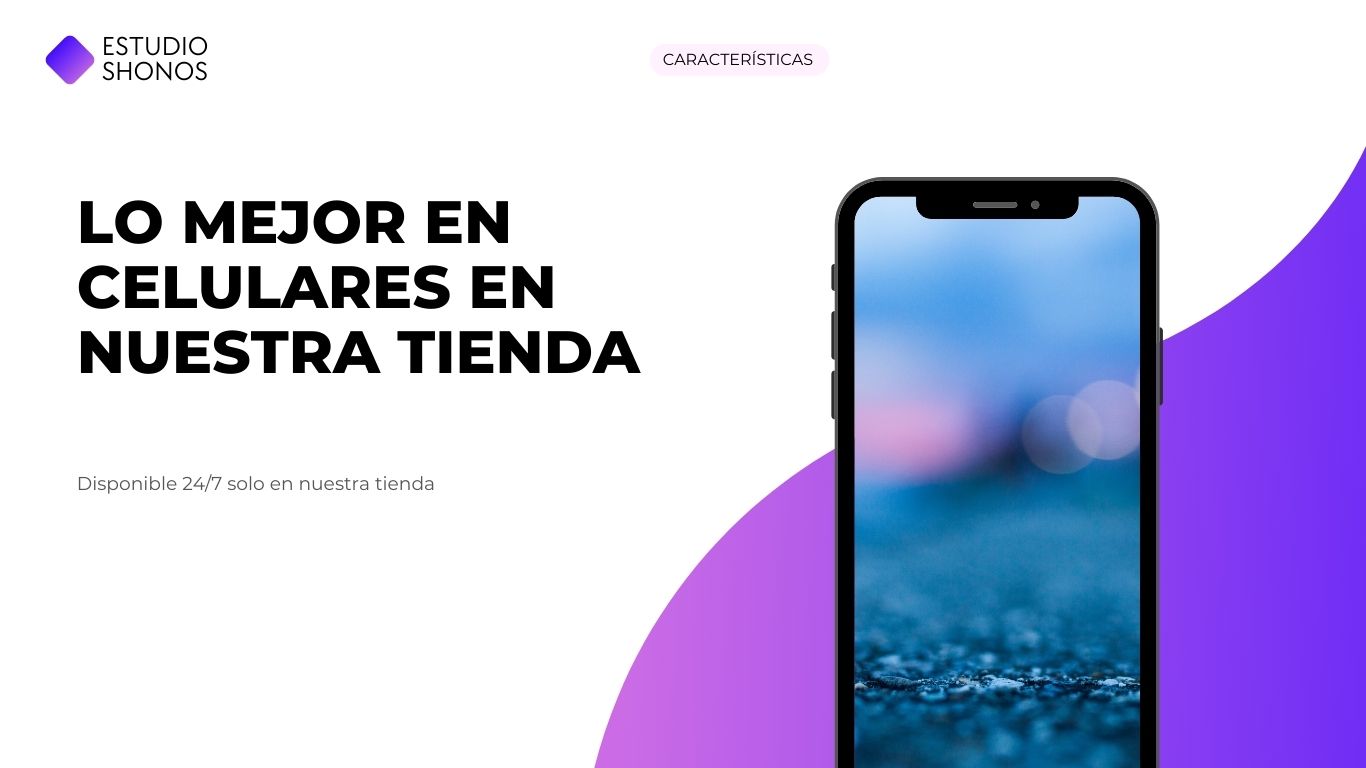 ESTUDIO
SHONOS
CARACTERÍSTICAS
LO MEJOR EN
CELULARES EN
NUESTRA TIENDA
Disponible 24/7 solo en nuestra tienda